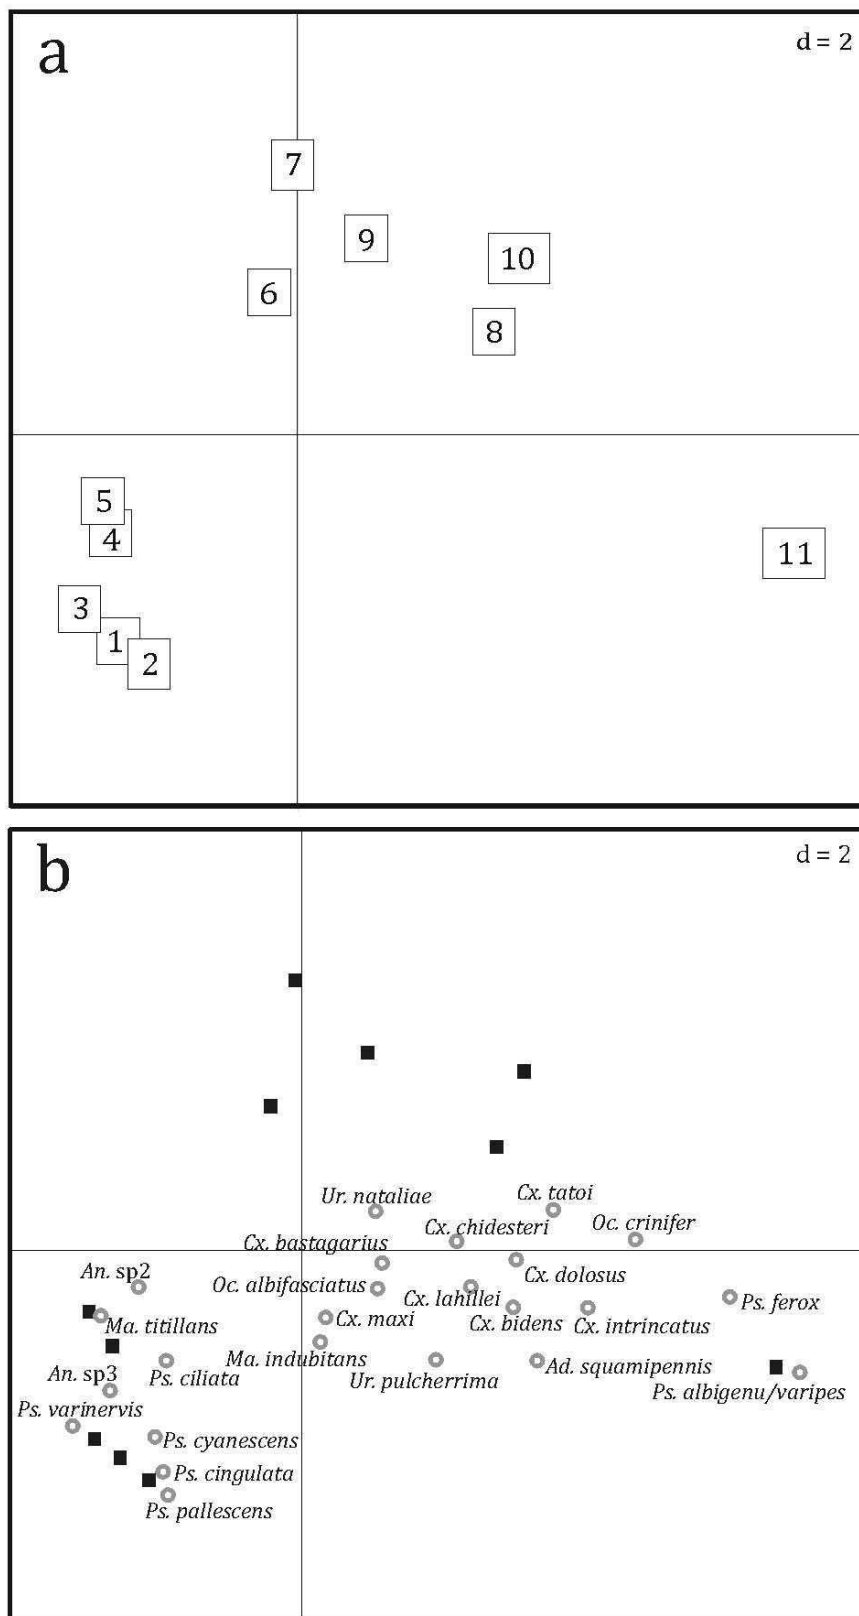 a
d = 2
7
9
10
6
8
5
4
3
1
2
11
b
d = 2
Ur. nataliae
Cx. tatoi
Cx. chidesteri
Oc. crinifer
Cx. bastagarius
An. sp2
Oc. albifasciatus
Cx. dolosus
Cx. lahillei
Ps. ferox
Ma. titillans
Cx. maxi
Cx. bidens
Cx. intrincatus
Ma. indubitans
An. sp3
Ps. ciliata
Ur. pulcherrima
Ad. squamipennis
Ps. albigenu/varipes
Ps. varinervis
Ps. cyanescens
Ps. cingulata
Ps. pallescens